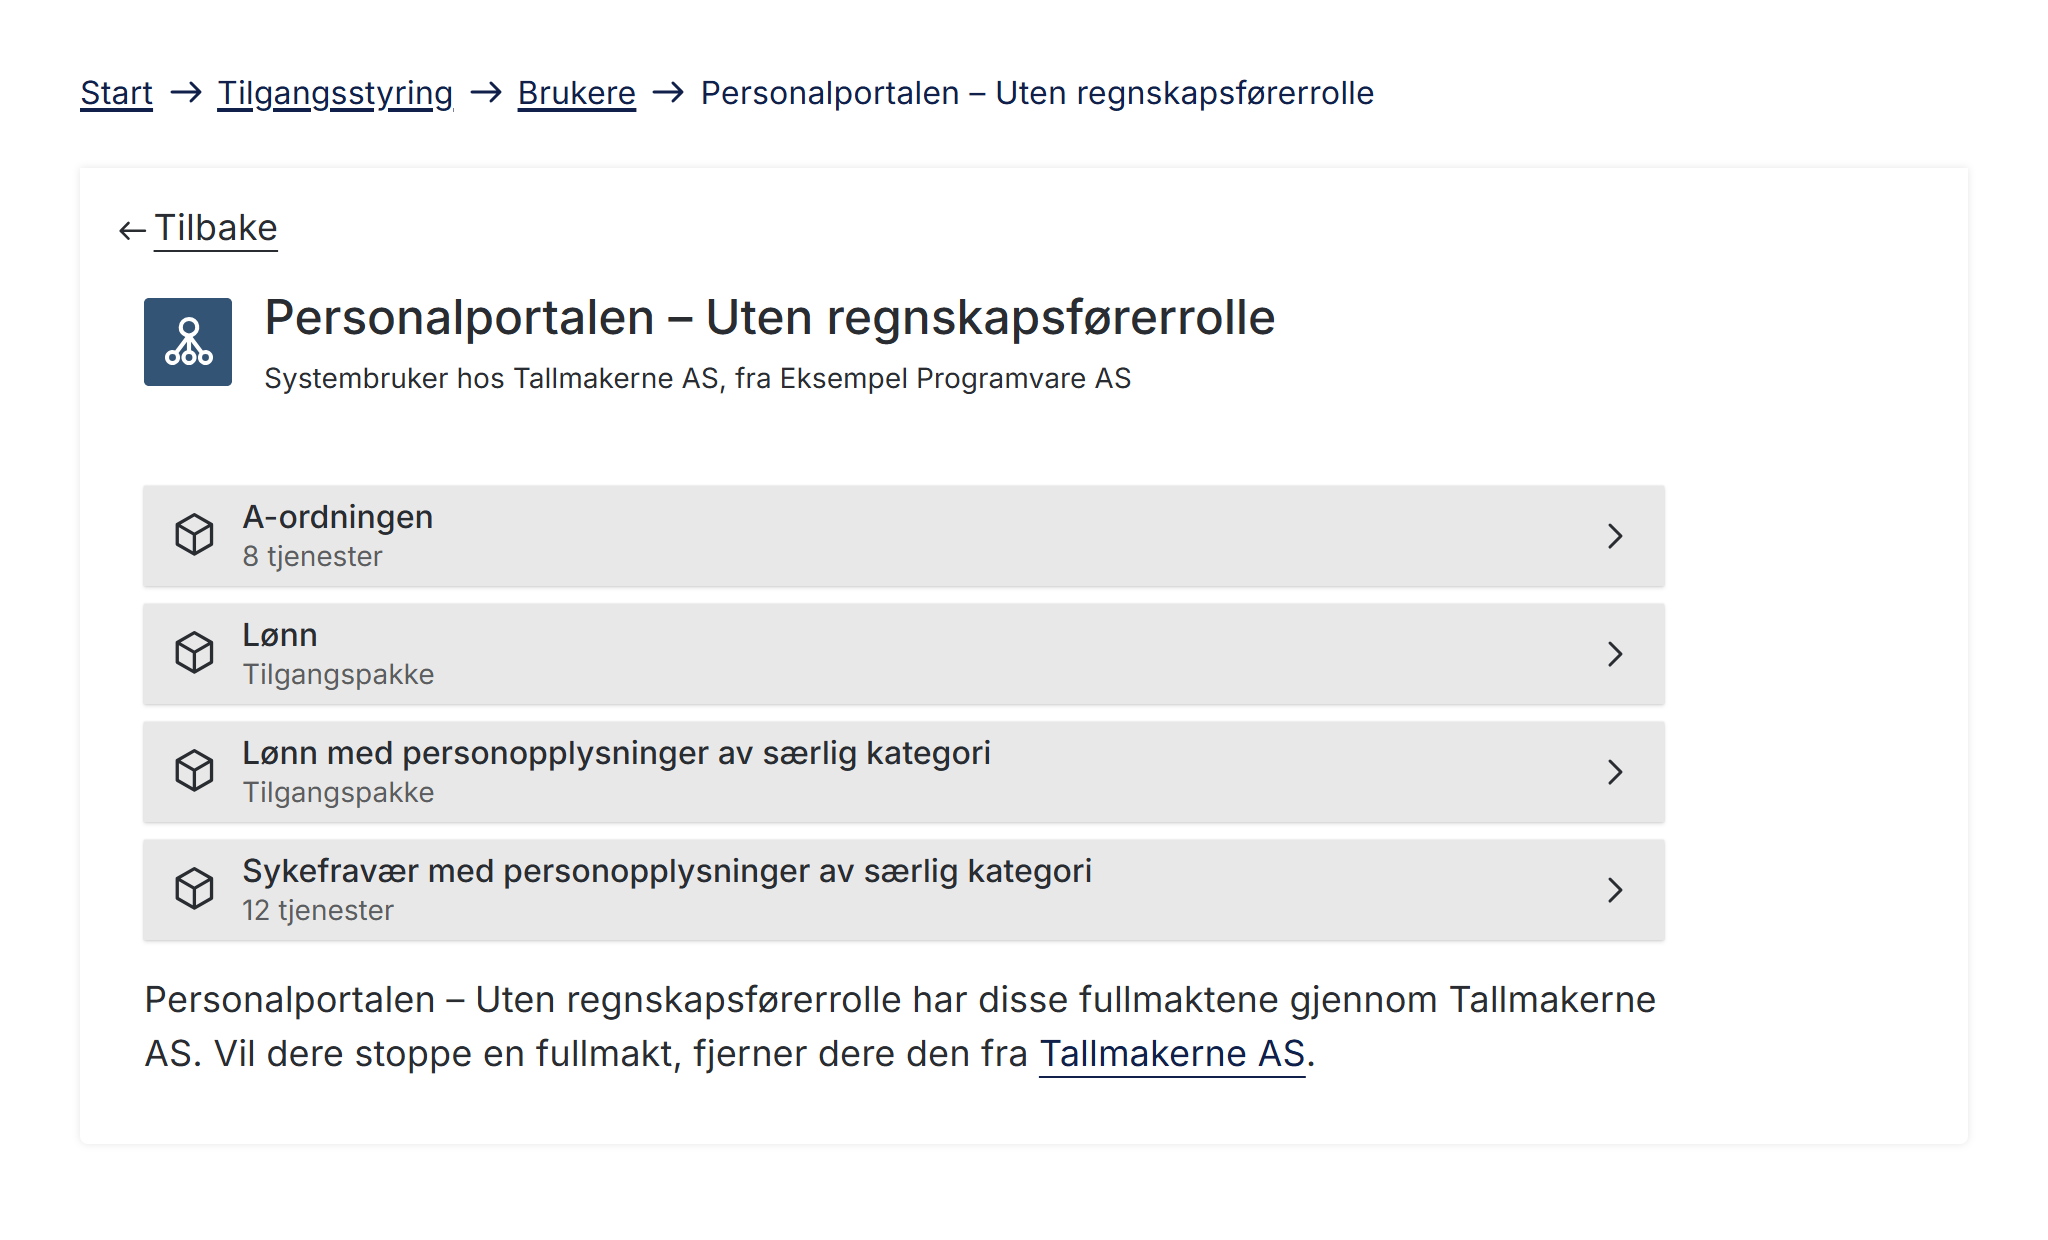 Start → Tilgangsstyring → Brukere → Personalportalen – Uten regnskapsførerrolle
← Tilbake
Personalportalen – Uten regnskapsførerrolle
Systembruker hos Tallmakerne AS, fra Eksempel Programvare AS
A-ordningen
8 tjenester
Lønn
Tilgangspakke
Lønn med personopplysninger av særlig kategori
Tilgangspakke
Sykefravær med personopplysninger av særlig kategori
12 tjenester
Personalportalen – Uten regnskapsførerrolle har disse fullmaktene gjennom Tallmakerne
AS. Vil dere stoppe en fullmakt, fjerner dere den fra Tallmakerne AS.